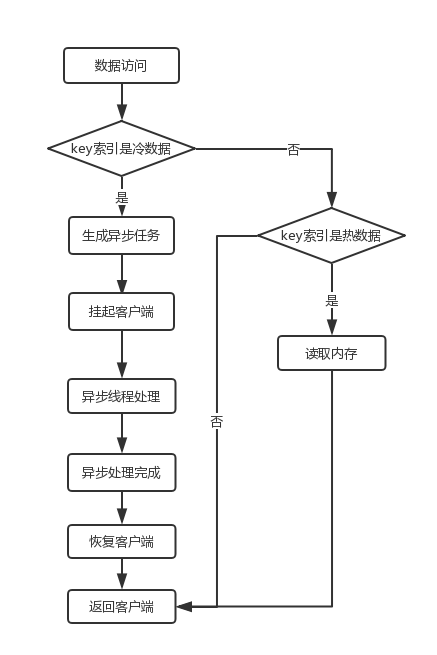 数据访问
key索引是冷数据
否
是
生成异步任务
key索引是热数据
挂起客户端
是
读取内存
异步线程处理
否
异步处理完成
恢复客户端
返回客户端